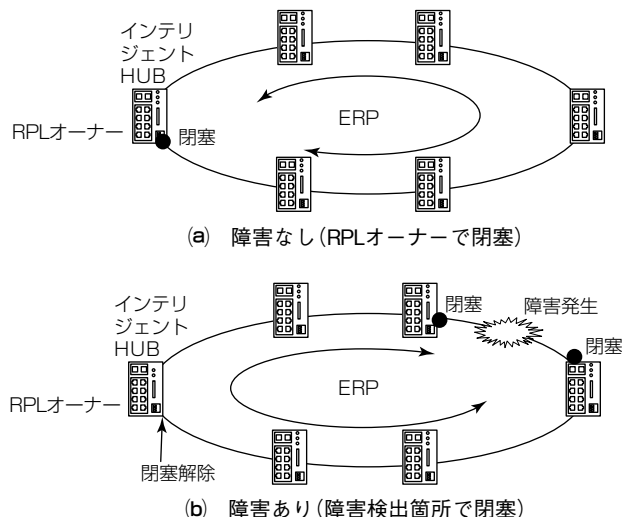 インテリ
ジェント
HUB
RPLオーナー
閉塞
ERP
(a) 障害なし(RPLオーナーで閉塞)
インテリ
ジェント
HUB
閉塞
障害発生
閉塞
RPLオーナー
ERP
閉塞解除
(b) 障害あり(障害検出箇所で閉塞)